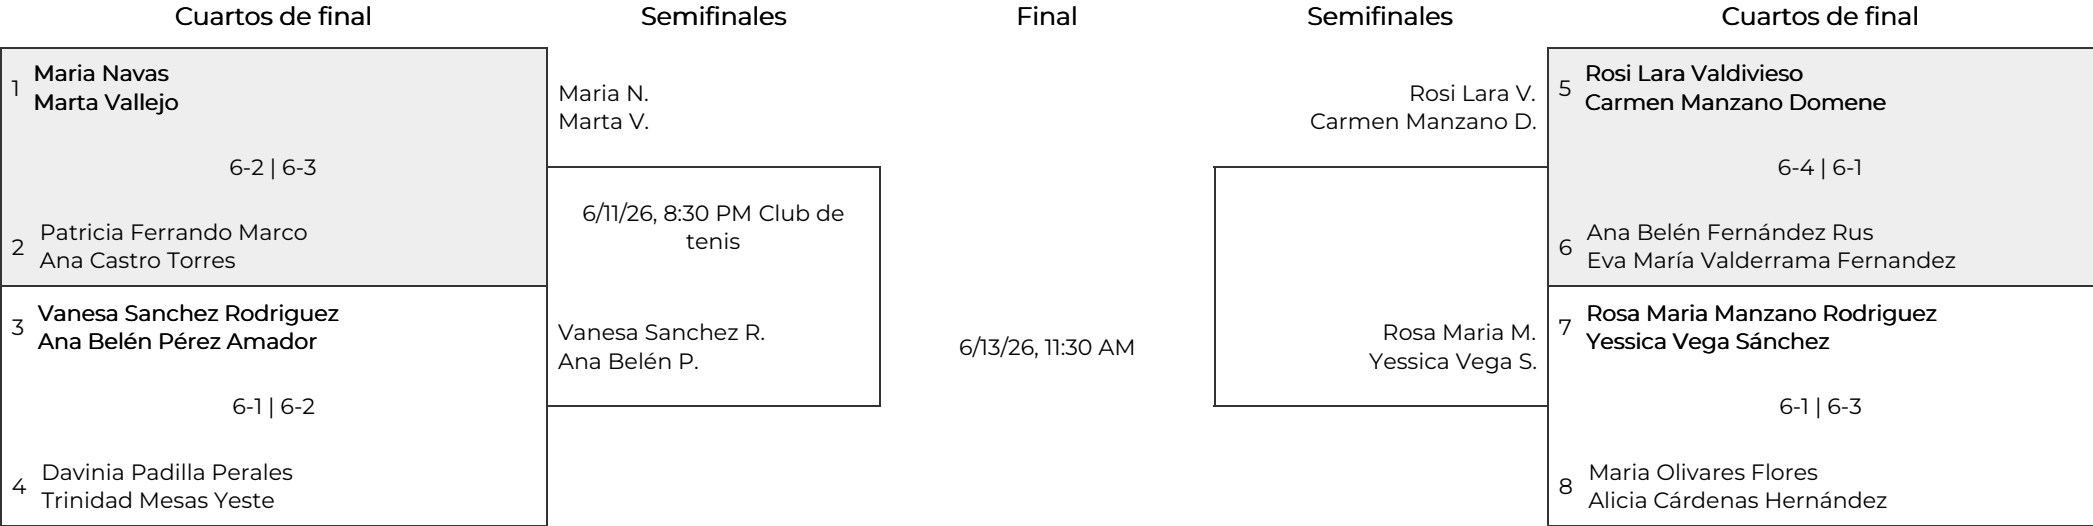 Cuartos de final
Semifinales
Final
Semifinales
Cuartos de final
1
Maria Navas
Marta Vallejo
6-2 | 6-3
2
Patricia Ferrando Marco
Ana Castro Torres
3
Vanesa Sanchez Rodriguez
Ana Belén Pérez Amador
6-1 | 6-2
4
Davinia Padilla Perales
Trinidad Mesas Yeste
Maria N.
Marta V.
6/11/26, 8:30 PM Club de
tenis
Vanesa Sanchez R.
Ana Belén P.
6/13/26, 11:30 AM
Rosi Lara V.
Carmen Manzano D.
Rosa Maria M.
Yessica Vega S.
5
Rosi Lara Valdivieso
Carmen Manzano Domene
6-4 | 6-1
6
Ana Belén Fernández Rus
Eva María Valderrama Fernandez
7
Rosa Maria Manzano Rodriguez
Yessica Vega Sánchez
6-1 | 6-3
8
Maria Olivares Flores
Alicia Cárdenas Hernández